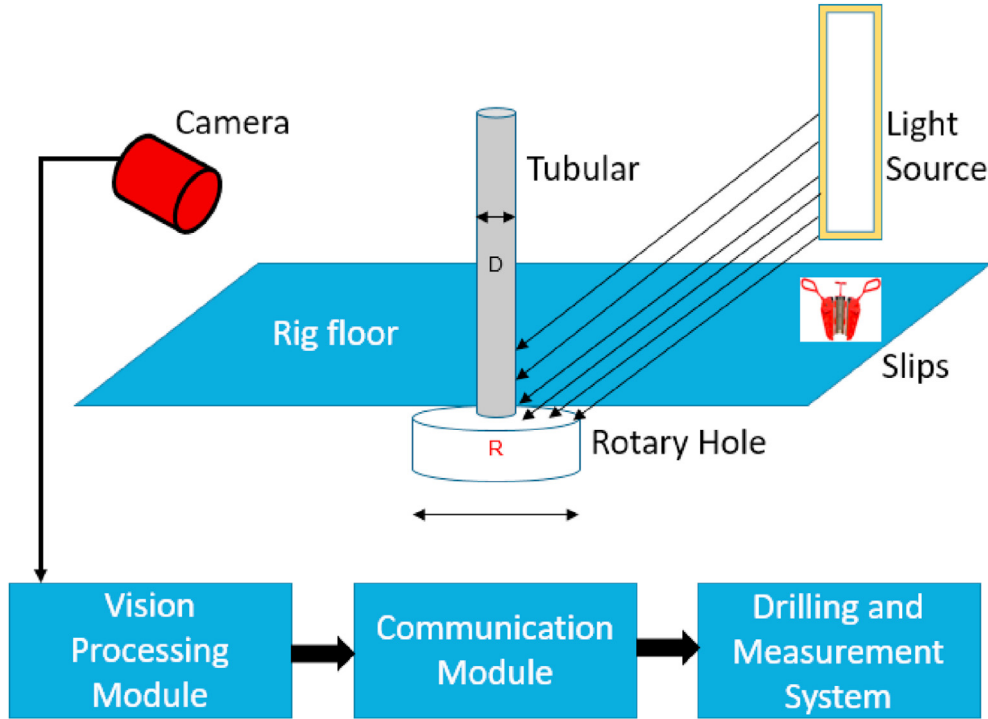 Camera
Tubular
Light
Source
D
Rig floor
Slips
Rotary Hole
R
Vision
Processing
Module
Communication
Module
Drilling and
Measurement
System